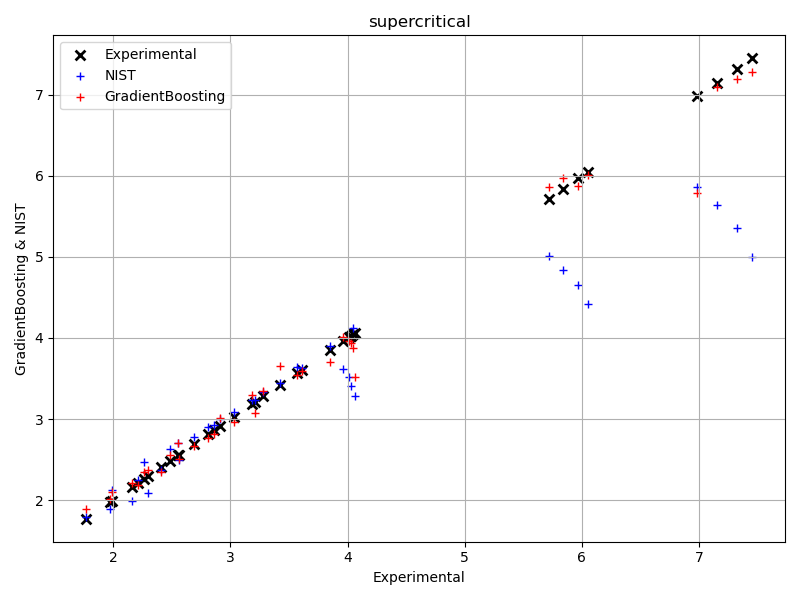 supercritical
Experimental
NIST
GradientBoosting
GradientBoosting & NIST
7
6
5
4
3
2
2 3 4 5 6 7
Experimental